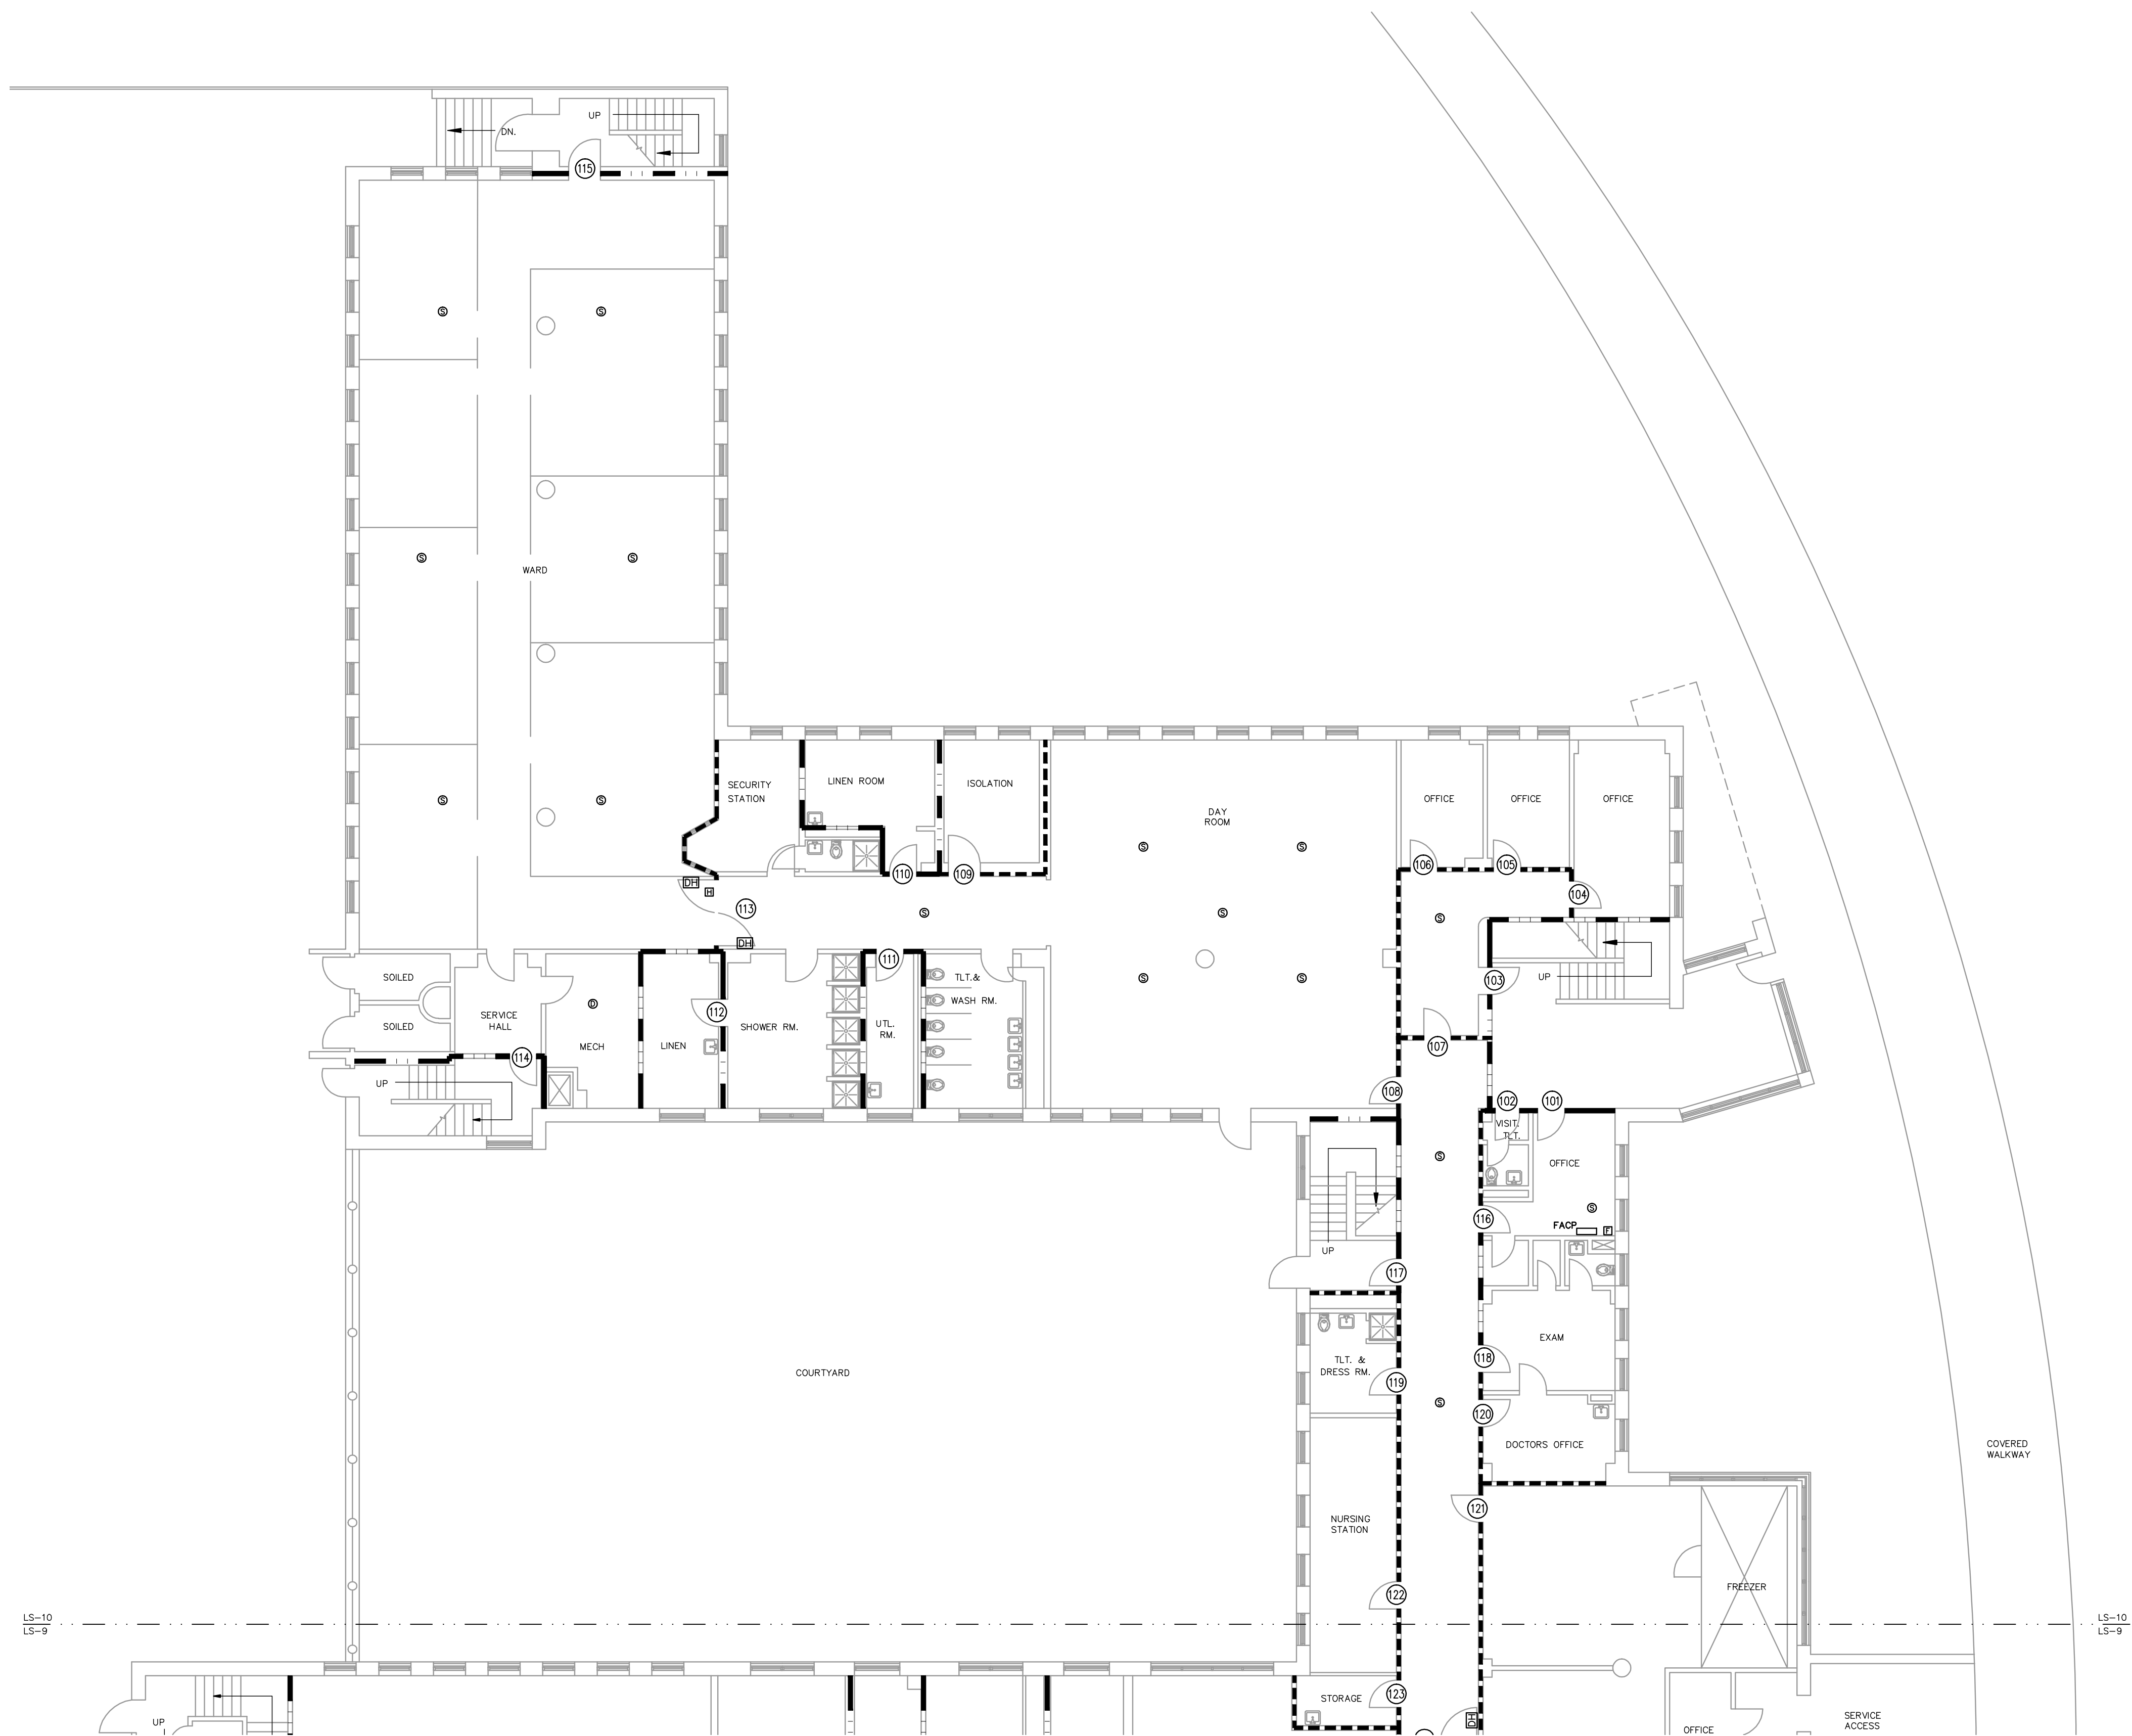 UP
DN.
115
S
S
S
S
WARD
S
S
SECURITY
STATION
LINEN ROOM
ISOLATION
DAY
ROOM
OFFICE
OFFICE
OFFICE
S
S
106
105
110
109
104
DH
H
113
S
S
S
DH
111
SOILED
TLT.&
WASH RM.
S
S
103
UP
D
112
SERVICE
HALL
SOILED
SHOWER RM.
UTL.
RM.
MECH
LINEN
107
114
UP
108
102
101
VISIT.
TLT.
S
OFFICE
S
116
FACP
F
UP
117
EXAM
118
TLT. &
DRESS RM.
COURTYARD
119
S
120
DOCTORS OFFICE
COVERED
WALKWAY
121
NURSING
STATION
FREEZER
122
LS-10
LS-9
LS-10
LS-9
123
STORAGE
DH
UP
SERVICE
ACCESS
OFFICE